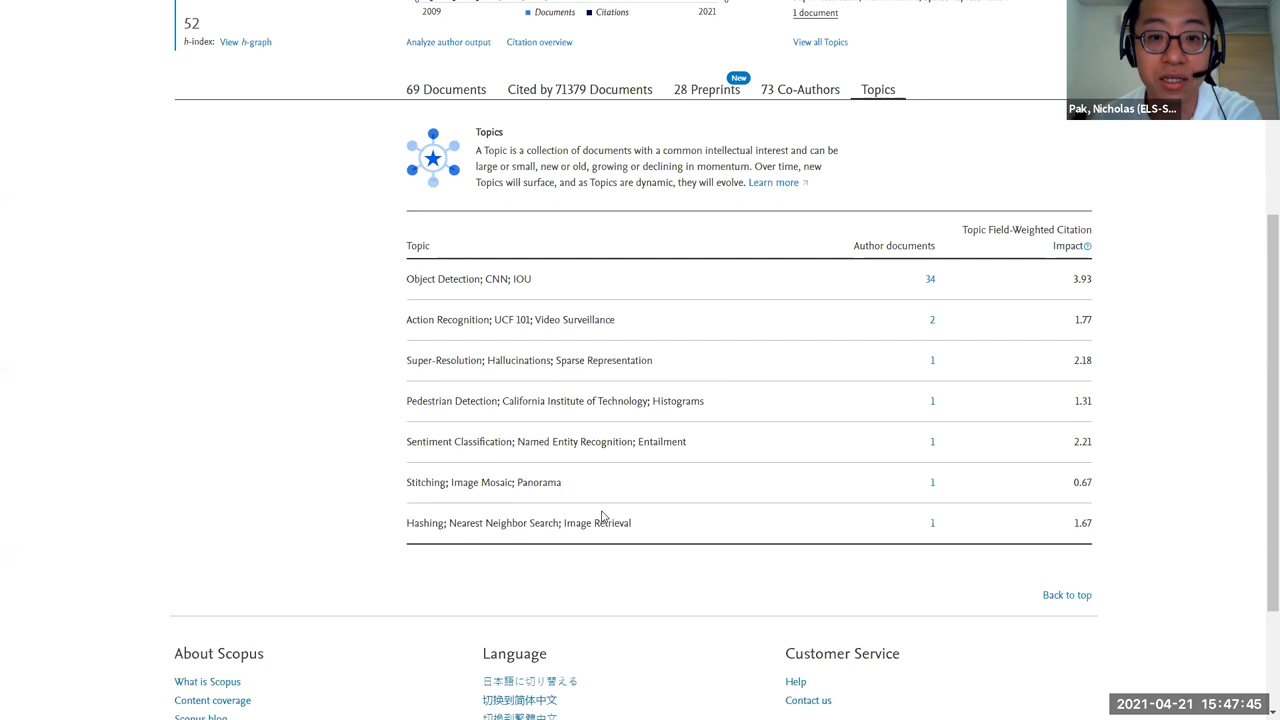 52
h-index: View h-graph
2009 Documents Citations 2021
Analyze author output Citation overview
1 document
View all Topics
69 Documents Cited by 71379 Documents 28 Preprints New 73 Co-Authors Topics
Topics
A Topic is a collection of documents with a common intellectual interest and can be
large or small, new or old, growing or declining in momentum. Over time, new
Topics will surface, and as Topics are dynamic, they will evolve. Learn more
Topic Author documents Topic Field-Weighted Citation Impact
Object Detection; CNN; IOU 34 3.93
Action Recognition; UCF 101; Video Surveillance 2 1.77
Super-Resolution; Hallucinations; Sparse Representation 1 2.18
Pedestrian Detection; California Institute of Technology; Histograms 1 1.31
Sentiment Classification; Named Entity Recognition; Entailment 1 2.21
Stitching; Image Mosaic; Panorama 1 0.67
Hashing; Nearest Neighbor Search; Image Retrieval 1 1.67
Back to top
About Scopus
What is Scopus
Content coverage
Scopus blog
Language
日本語に切り替える
切换到简体中文
切換到繁體中文
Customer Service
Help
Contact us
Pak, Nicholas (ELS-S...
2021-04-21 15:47:45